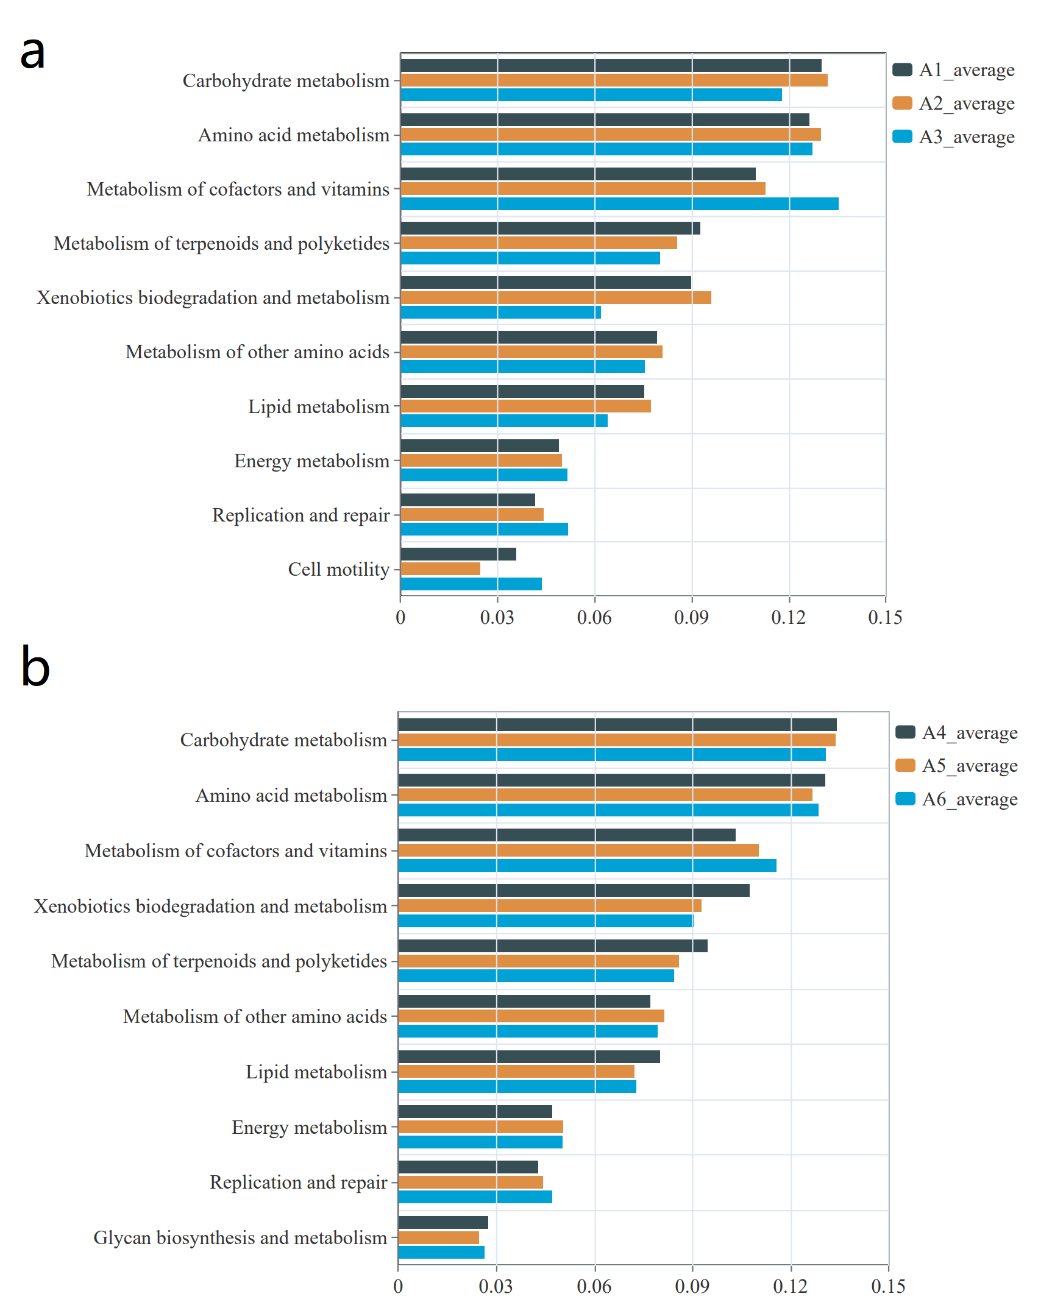 a
A1_average
A2_average
A3_average
Carbohydrate metabolism
Amino acid metabolism
Metabolism of cofactors and vitamins
Metabolism of terpenoids and polyketides
Xenobiotics biodegradation and metabolism
Metabolism of other amino acids
Lipid metabolism
Energy metabolism
Replication and repair
Cell motility
0 0.03 0.06 0.09 0.12 0.15
b
A4_average
A5_average
A6_average
Carbohydrate metabolism
Amino acid metabolism
Metabolism of cofactors and vitamins
Xenobiotics biodegradation and metabolism
Metabolism of terpenoids and polyketides
Metabolism of other amino acids
Lipid metabolism
Energy metabolism
Replication and repair
Glycan biosynthesis and metabolism
0 0.03 0.06 0.09 0.12 0.15